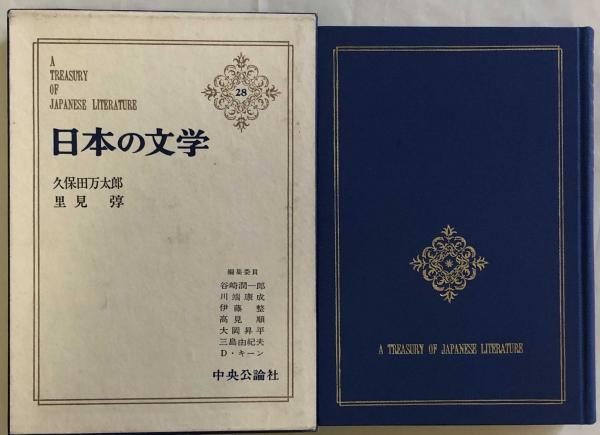 A
TREASURY
OF
JAPANESE LITERATURE
28
日本の文学
久保田万太郎
里見 弴
編集委員
谷崎潤一郎
川端康成
伊藤 整
高見 順
大岡昇平
三島由紀夫
D・キーン
中央公論社
A TREASURY OF JAPANESE LITERATURE